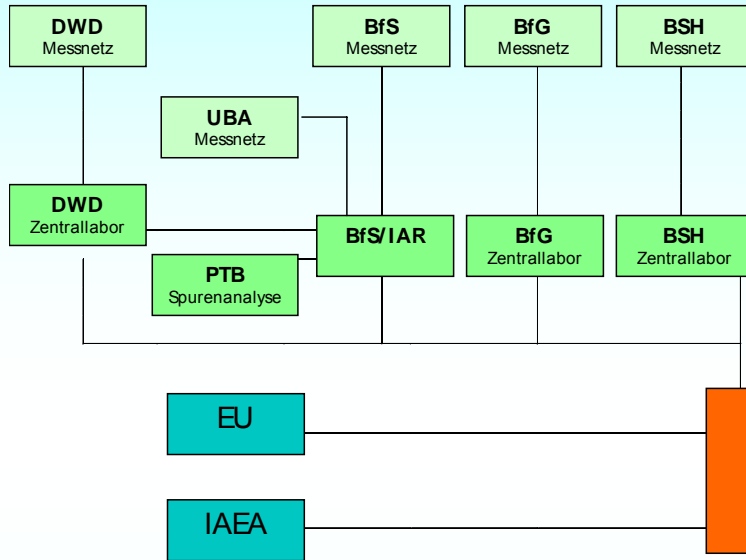 DWD
Messnetz
BfS
Messnetz
BfG
Messnetz
BSH
Messnetz
UBA
Messnetz
DWD
Zentrallabor
BfS/IAR
BfG
Zentrallabor
BSH
Zentrallabor
PTB
Spurenanalyse
EU
IAEA